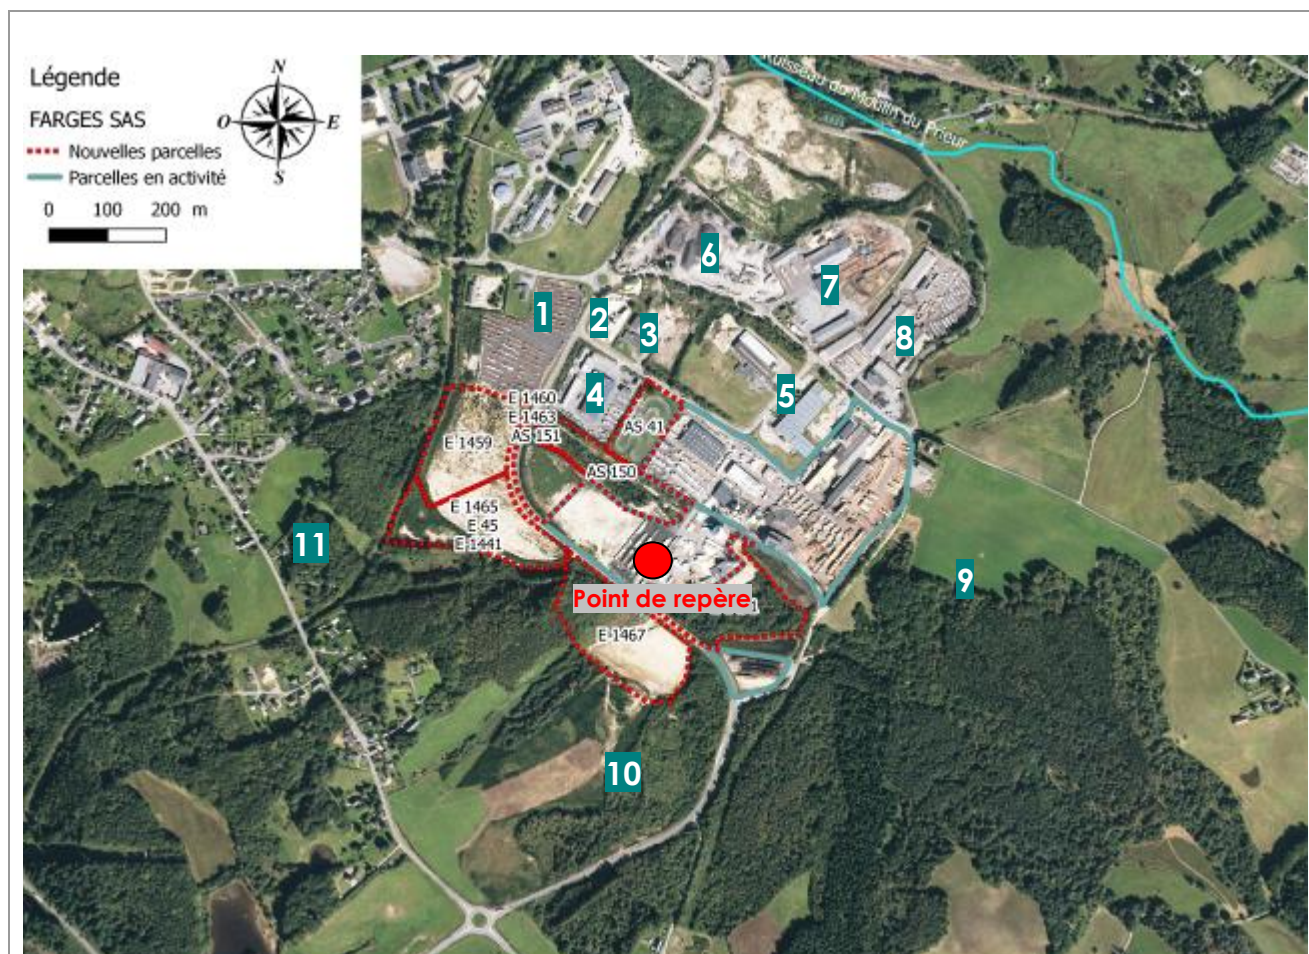 Légende
FARGES SAS
Nouvelles parcelles
Parcelles en activité
0 100 200 m
N
O
E
S
Ruisseau du Moulin du Prieur
6
7
1
2
3
8
4
5
E 1460
E 1463
AS 151
AS 41
E 1459
AS 150
E 1465
E 45
E 1441
11
9
Point de repère
1
E 1467
10